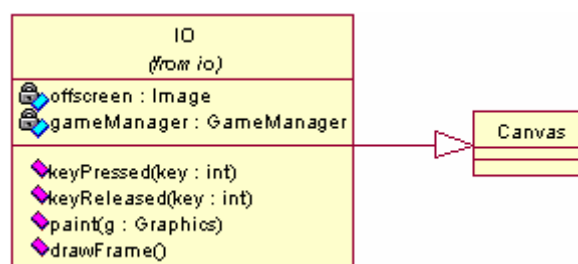 IO
(from io)
offscreen : Image
gameManager : GameManager
Canvas
keyPressed(key : int)
keyReleased(key : int)
paint(g : Graphics)
drawFrame()